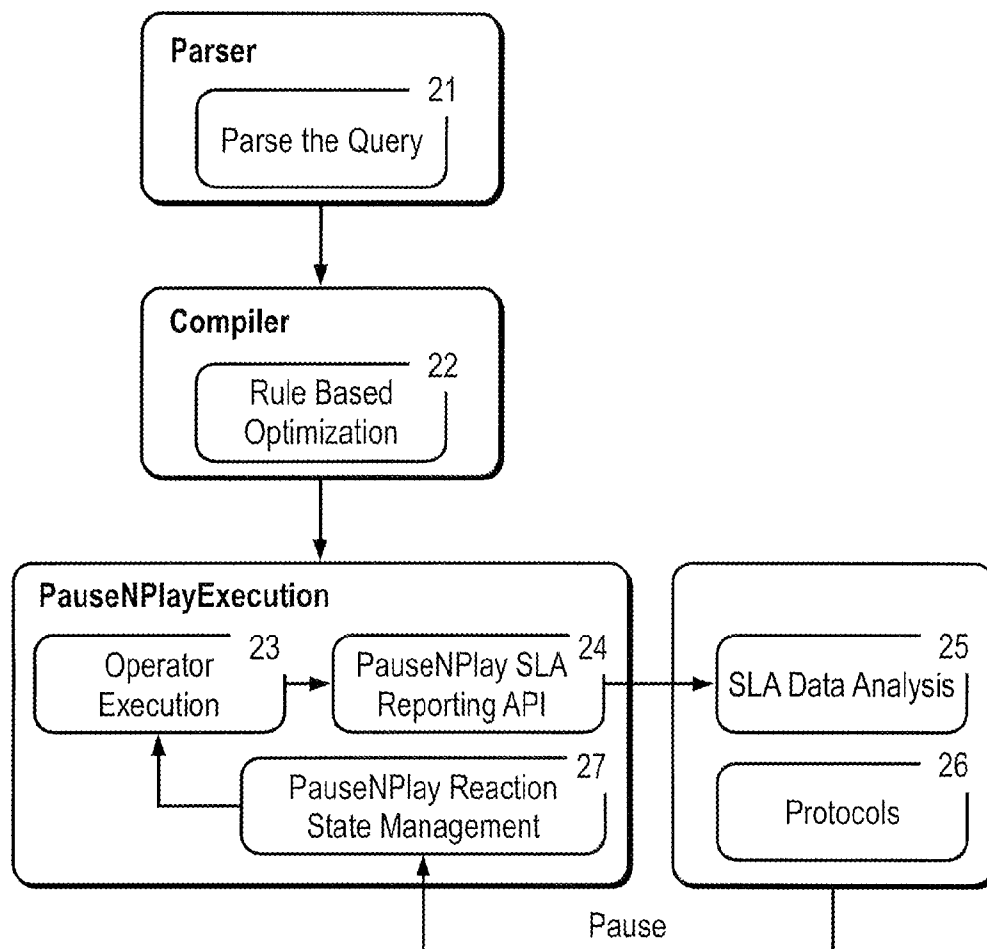 Parser
21
Parse the Query
Compiler
22
Rule Based
Optimization
PauseNPlayExecution
23
Operator
Execution
24
PauseNPlay SLA
Reporting API
25
SLA Data Analysis
27
PauseNPlay Reaction
State Management
26
Protocols
Pause